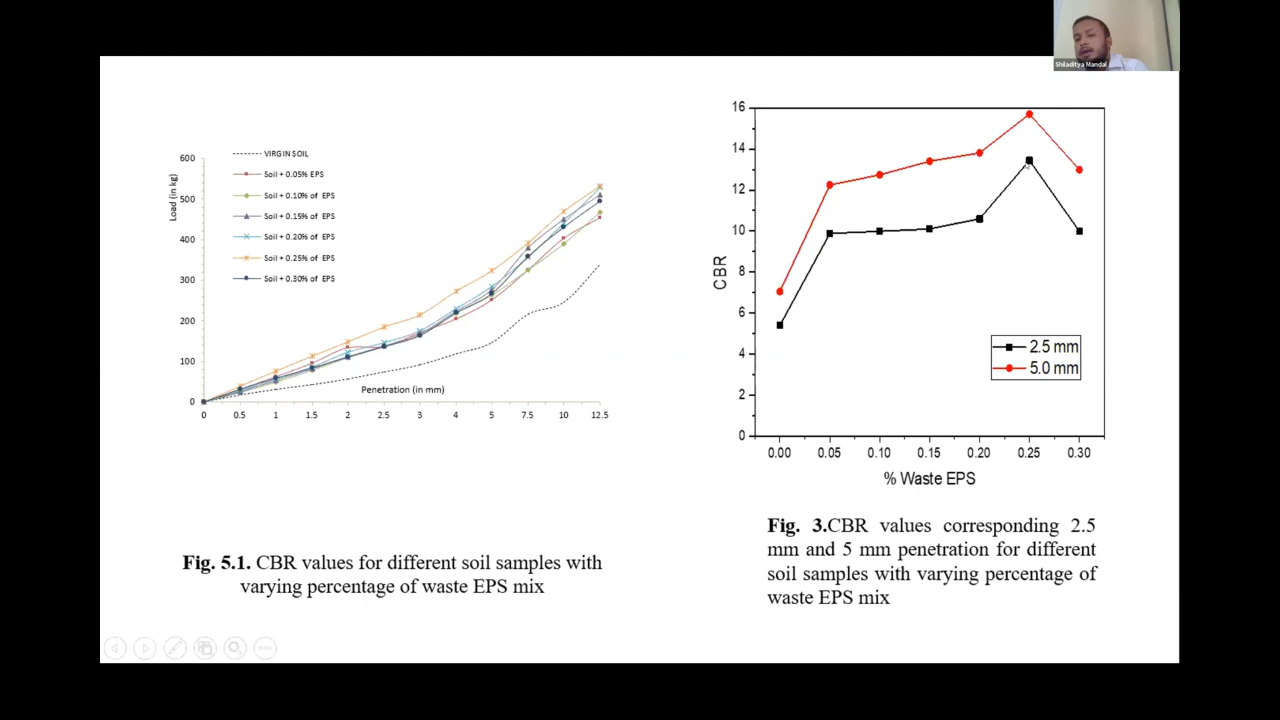 Shiladitya Mandal
VIRGIN SOIL
Soil + 0.05% EPS
Soil + 0.10% of EPS
Soil + 0.15% of EPS
Soil + 0.20% of EPS
Soil + 0.25% of EPS
Soil + 0.30% of EPS
Load (in kg)
600
500
400
300
200
100
0
Penetration (in mm)
0 0.5 1 1.5 2 2.5 3 4 5 7.5 10 12.5
Fig. 5.1. CBR values for different soil samples with
varying percentage of waste EPS mix
CBR
16
14
12
10
8
6
4
2
0
2.5 mm
5.0 mm
0.00 0.05 0.10 0.15 0.20 0.25 0.30
% Waste EPS
Fig. 3.CBR values corresponding 2.5
mm and 5 mm penetration for different
soil samples with varying percentage of
waste EPS mix